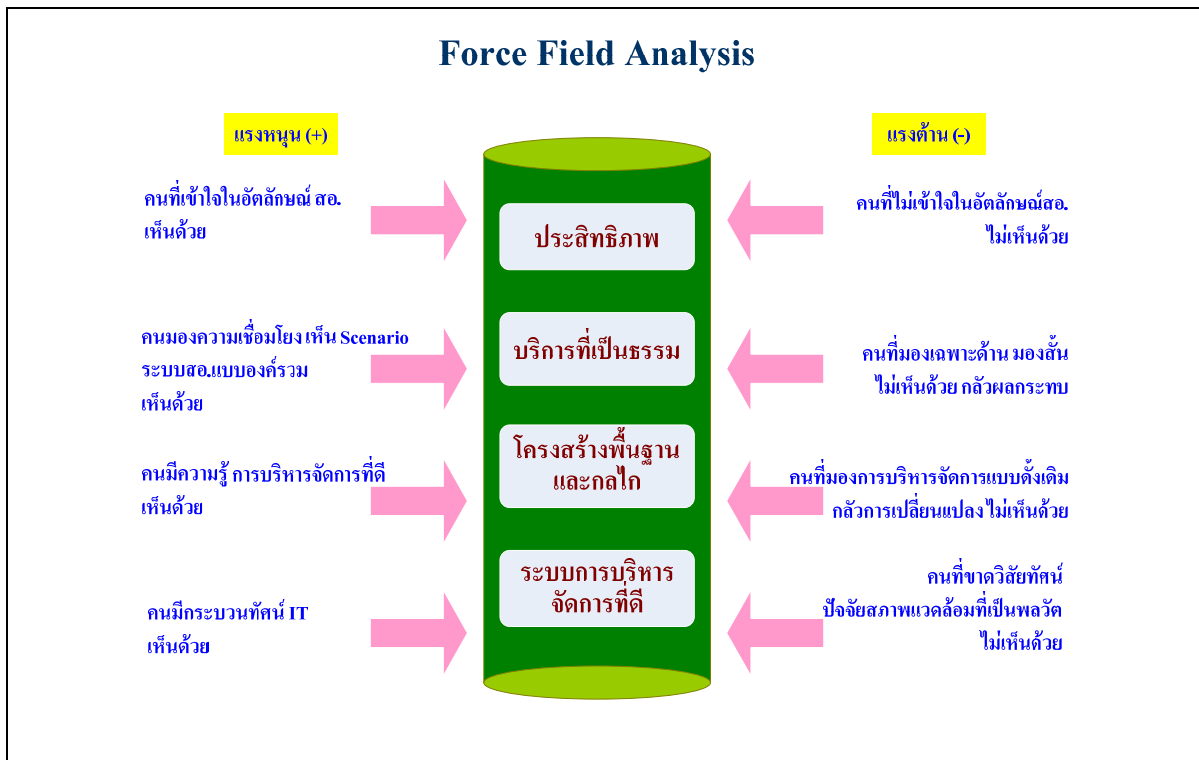 Force Field Analysis
แรงหนุน (+)
คนที่เข้าใจในอัตลักษณ์ สอ.
เห็นด้วย
คนมองความเชื่อมโยง เห็น Scenario
ระบบสอ.แบบองค์รวม
เห็นด้วย
คนมีความรู้ การบริหารจัดการที่ดี
เห็นด้วย
คนมีกระบวนทัศน์ IT
เห็นด้วย
ประสิทธิภาพ
บริการที่เป็นธรรม
โครงสร้างพื้นฐาน
และกลไก
ระบบการบริหาร
จัดการที่ดี
แรงต้าน (-)
คนที่ไม่เข้าใจในอัตลักษณ์สอ.
ไม่เห็นด้วย
คนที่มองเฉพาะด้าน มองสั้น
ไม่เห็นด้วย กลัวผลกระทบ
คนที่มองการบริหารจัดการแบบดั้งเดิม
กลัวการเปลี่ยนแปลง ไม่เห็นด้วย
คนที่ขาดวิสัยทัศน์
ปัจจัยสภาพแวดล้อมที่เป็นพลวัต
ไม่เห็นด้วย